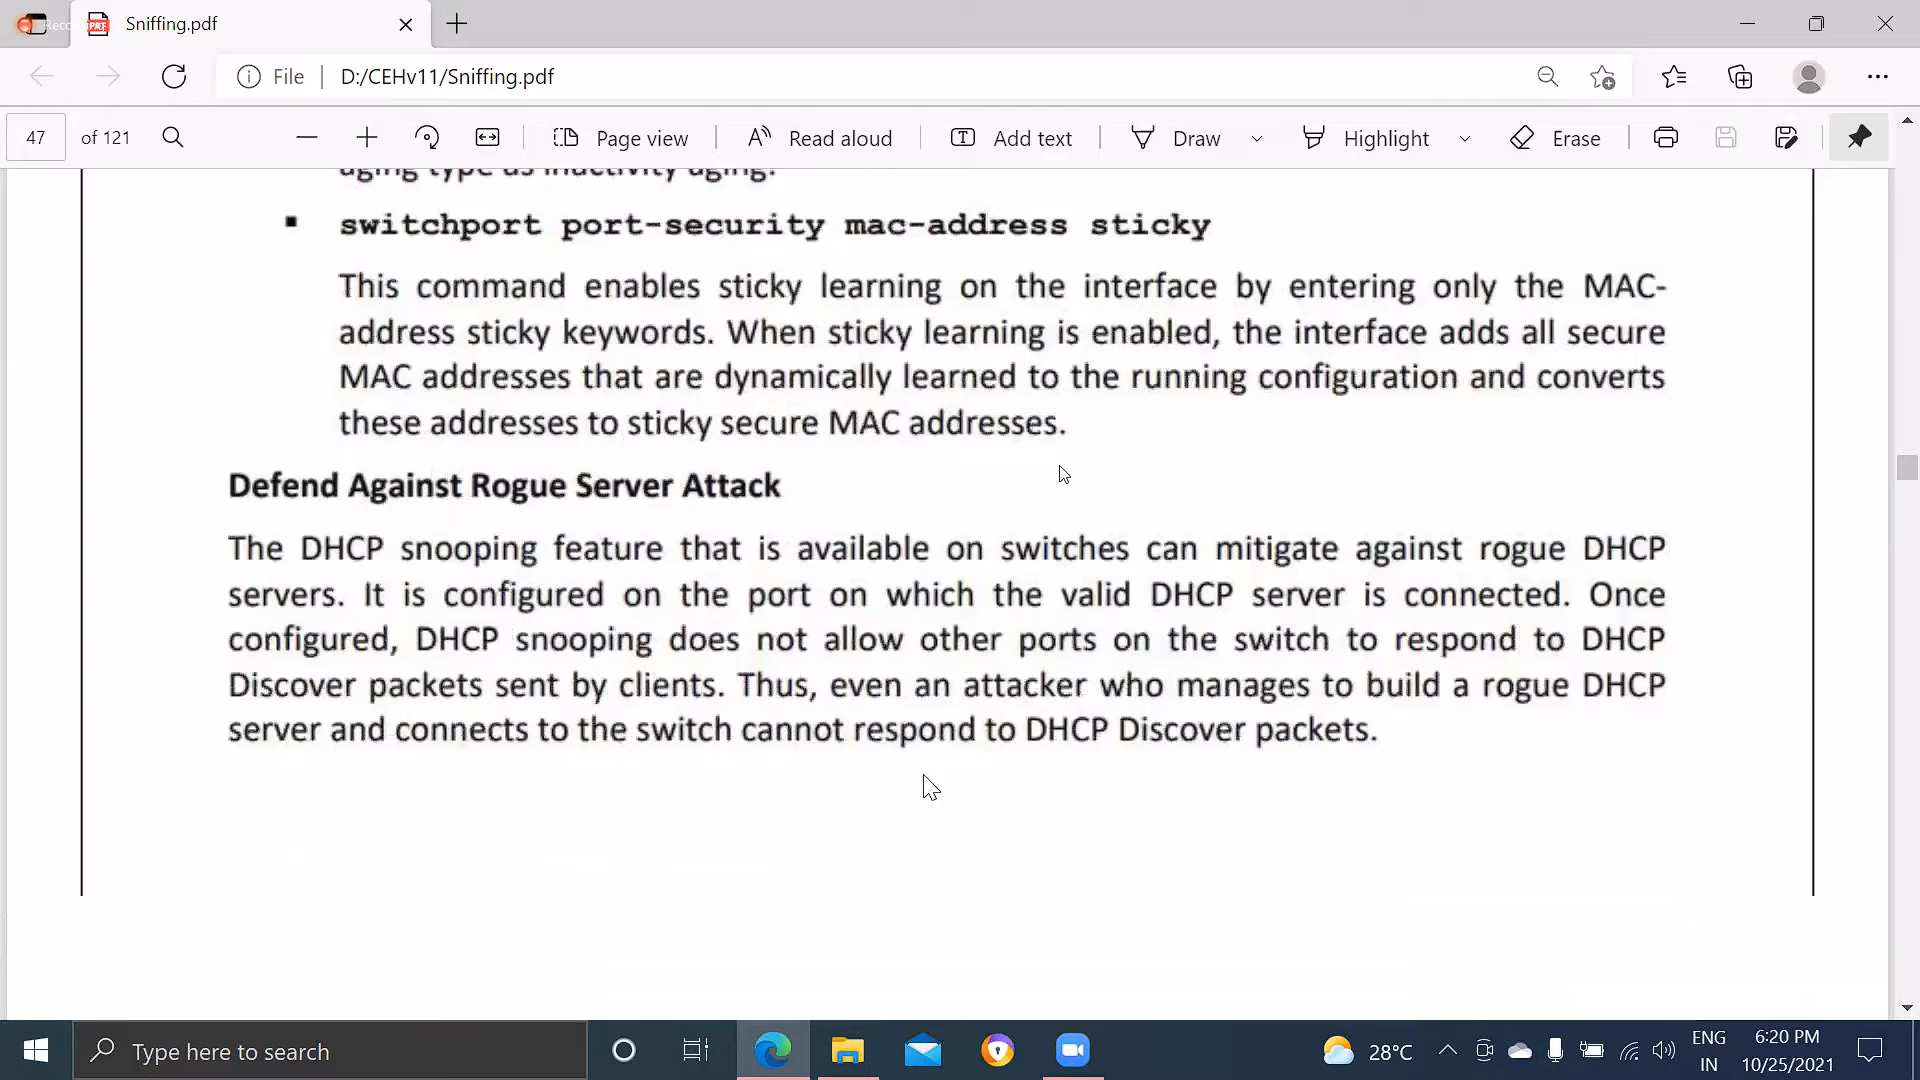 Sniffing.pdf
File
D:/CEHv11/Sniffing.pdf
47 of 121
Page view
Read aloud
Add text
Draw
Highlight
Erase
aging type as inactivity aging.
▪ switchport port-security mac-address sticky
This command enables sticky learning on the interface by entering only the MAC-
address sticky keywords. When sticky learning is enabled, the interface adds all secure
MAC addresses that are dynamically learned to the running configuration and converts
these addresses to sticky secure MAC addresses.
Defend Against Rogue Server Attack
The DHCP snooping feature that is available on switches can mitigate against rogue DHCP
servers. It is configured on the port on which the valid DHCP server is connected. Once
configured, DHCP snooping does not allow other ports on the switch to respond to DHCP
Discover packets sent by clients. Thus, even an attacker who manages to build a rogue DHCP
server and connects to the switch cannot respond to DHCP Discover packets.
Type here to search
28°C
ENG
IN
6:20 PM
10/25/2021